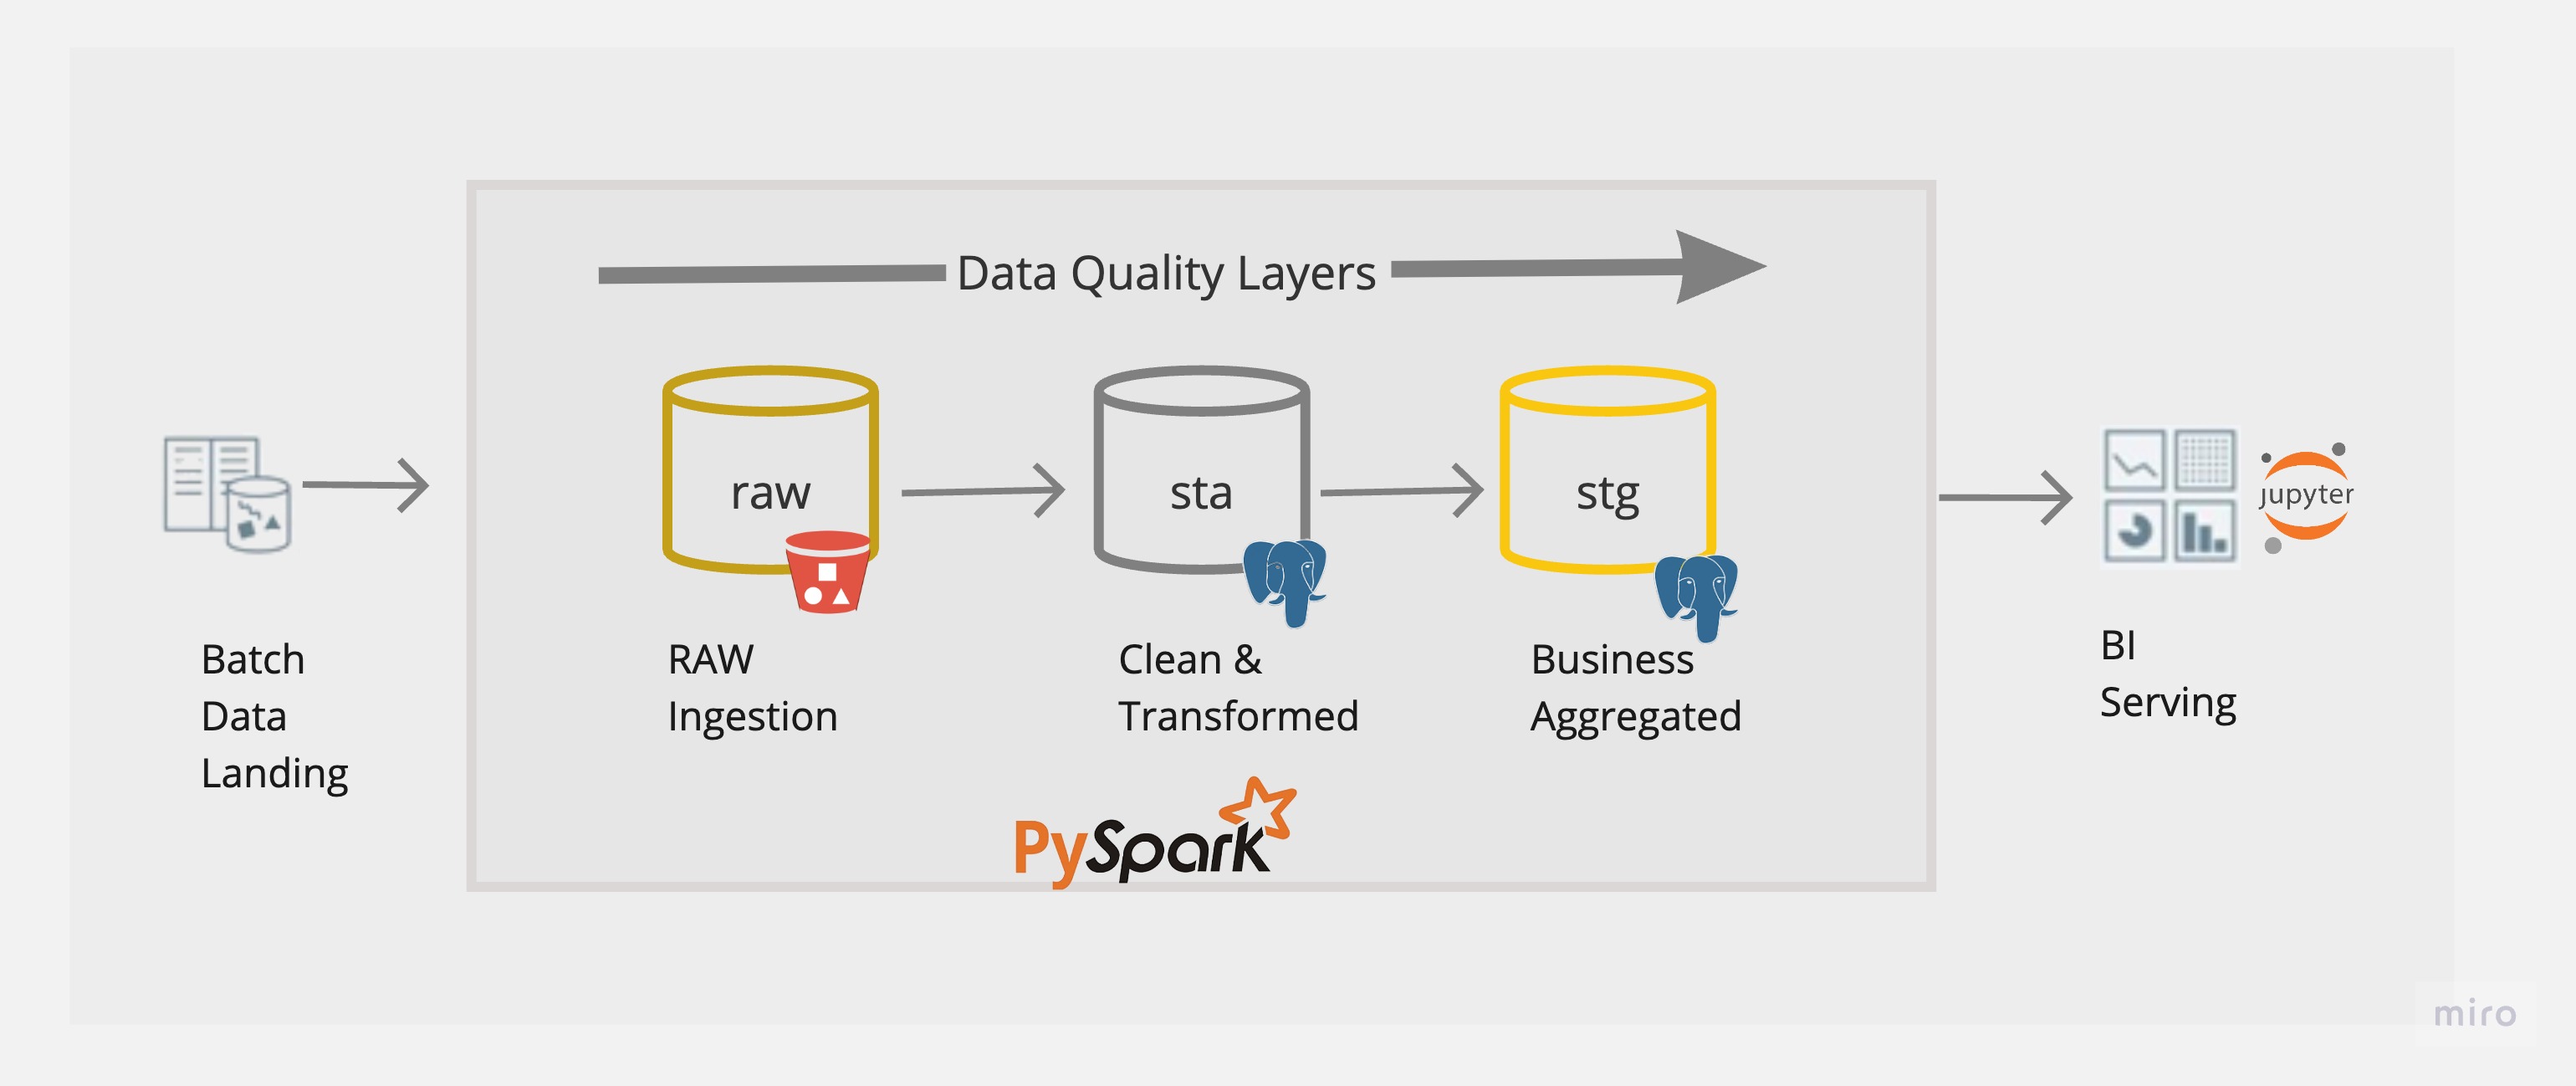 Data Quality Layers
raw
sta
stg
jupyter
Batch
Data
Landing
RAW
Ingestion
Clean &
Transformed
Business
Aggregated
BI
Serving
PySpark
miro